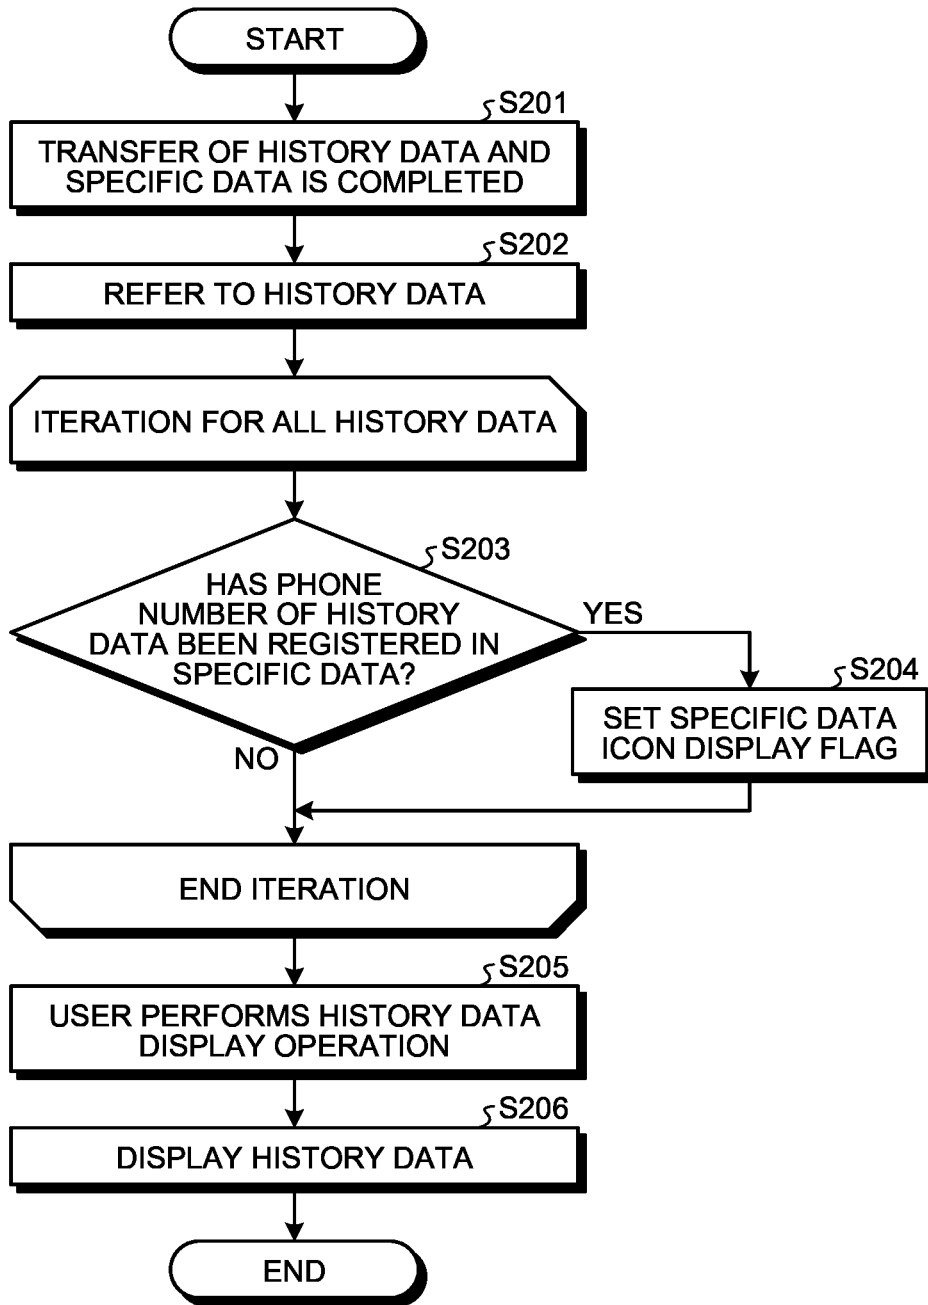 START
S201
TRANSFER OF HISTORY DATA AND
SPECIFIC DATA IS COMPLETED
S202
REFER TO HISTORY DATA
ITERATION FOR ALL HISTORY DATA
S203
HAS PHONE
NUMBER OF HISTORY
DATA BEEN REGISTERED IN
SPECIFIC DATA?
YES
S204
SET SPECIFIC DATA
ICON DISPLAY FLAG
NO
END ITERATION
S205
USER PERFORMS HISTORY DATA
DISPLAY OPERATION
S206
DISPLAY HISTORY DATA
END